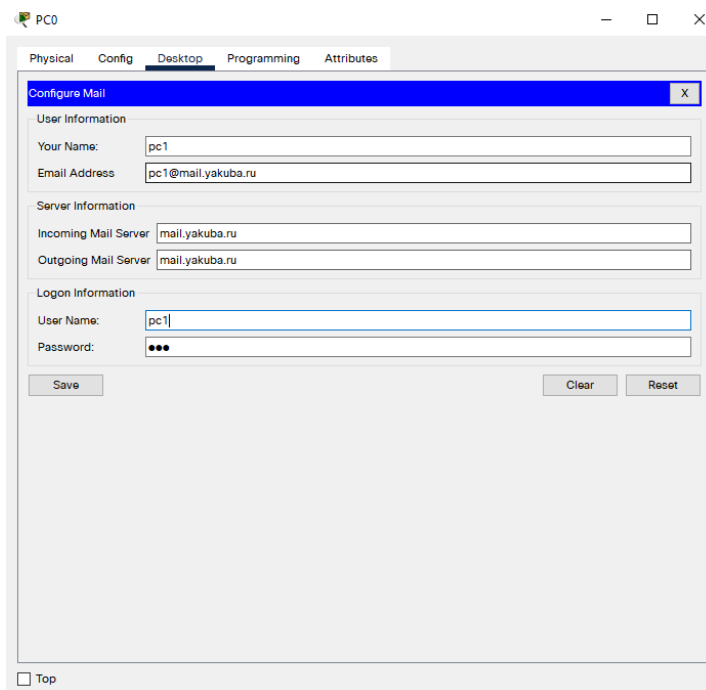 PC0
Physical Config Desktop Programming Attributes
Configure Mail X
User Information
Your Name: pc1
Email Address pc1@mail.yakuba.ru
Server Information
Incoming Mail Server mail.yakuba.ru
Outgoing Mail Server mail.yakuba.ru
Logon Information
User Name: pc1
Password: ●●●
Save Clear Reset
Top